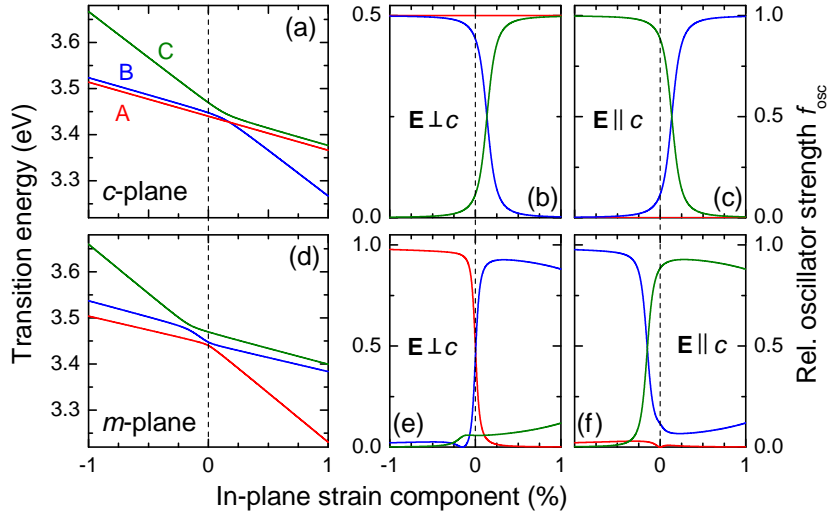 Transition energy (eV)
3.6
3.5
3.4
3.3
C
B
A
(a)
c-plane
0.5
0.0
E ⊥ c
(b)
E || c
(c)
1.0
0.5
0.0
Rel. oscillator strength fosc
3.6
3.5
3.4
3.3
(d)
m-plane
-1
0
1
1.0
0.5
0.0
E ⊥ c
(e)
0
1
E || c
(f)
0
1
1.0
0.5
0.0
In-plane strain component (%)